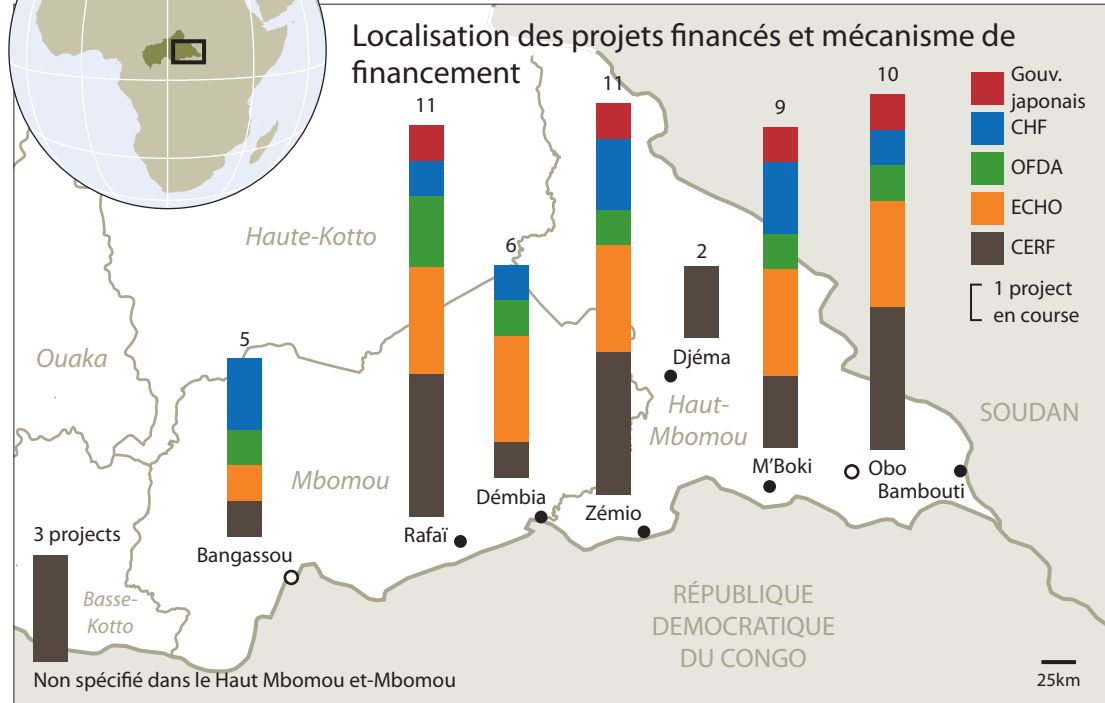 Localisation des projets financés et mécanisme de
financement
Gouv.
japonais
CHF
OFDA
ECHO
CERF
1 project
en course
11
11
9
10
6
2
5
Haute-Kotto
Ouaka
Mbomou
Haut-
Mbomou
Basse-
Kotto
SOUDAN
RÉPUBLIQUE
DEMOCRATIQUE
DU CONGO
Bangassou
Rafaï
Démbia
Zémio
Djéma
M'Boki
Obo
Bambouti
3 projects
Non spécifié dans le Haut Mbomou et-Mbomou
25km